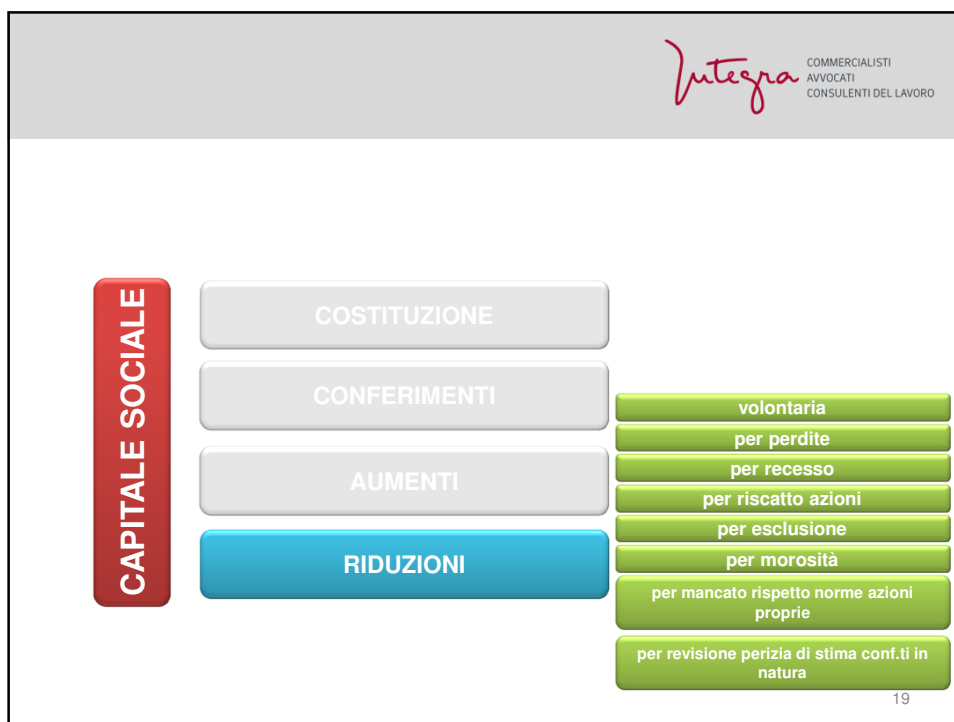 Integra
COMMERCIALISTI
AVVOCATI
CONSULENTI DEL LAVORO
CAPITALE SOCIALE
COSTITUZIONE
CONFERIMENTI
AUMENTI
RIDUZIONI
volontaria
per perdite
per recesso
per riscatto azioni
per esclusione
per morosità
per mancato rispetto norme azioni
proprie
per revisione perizia di stima conf.ti in
natura
19